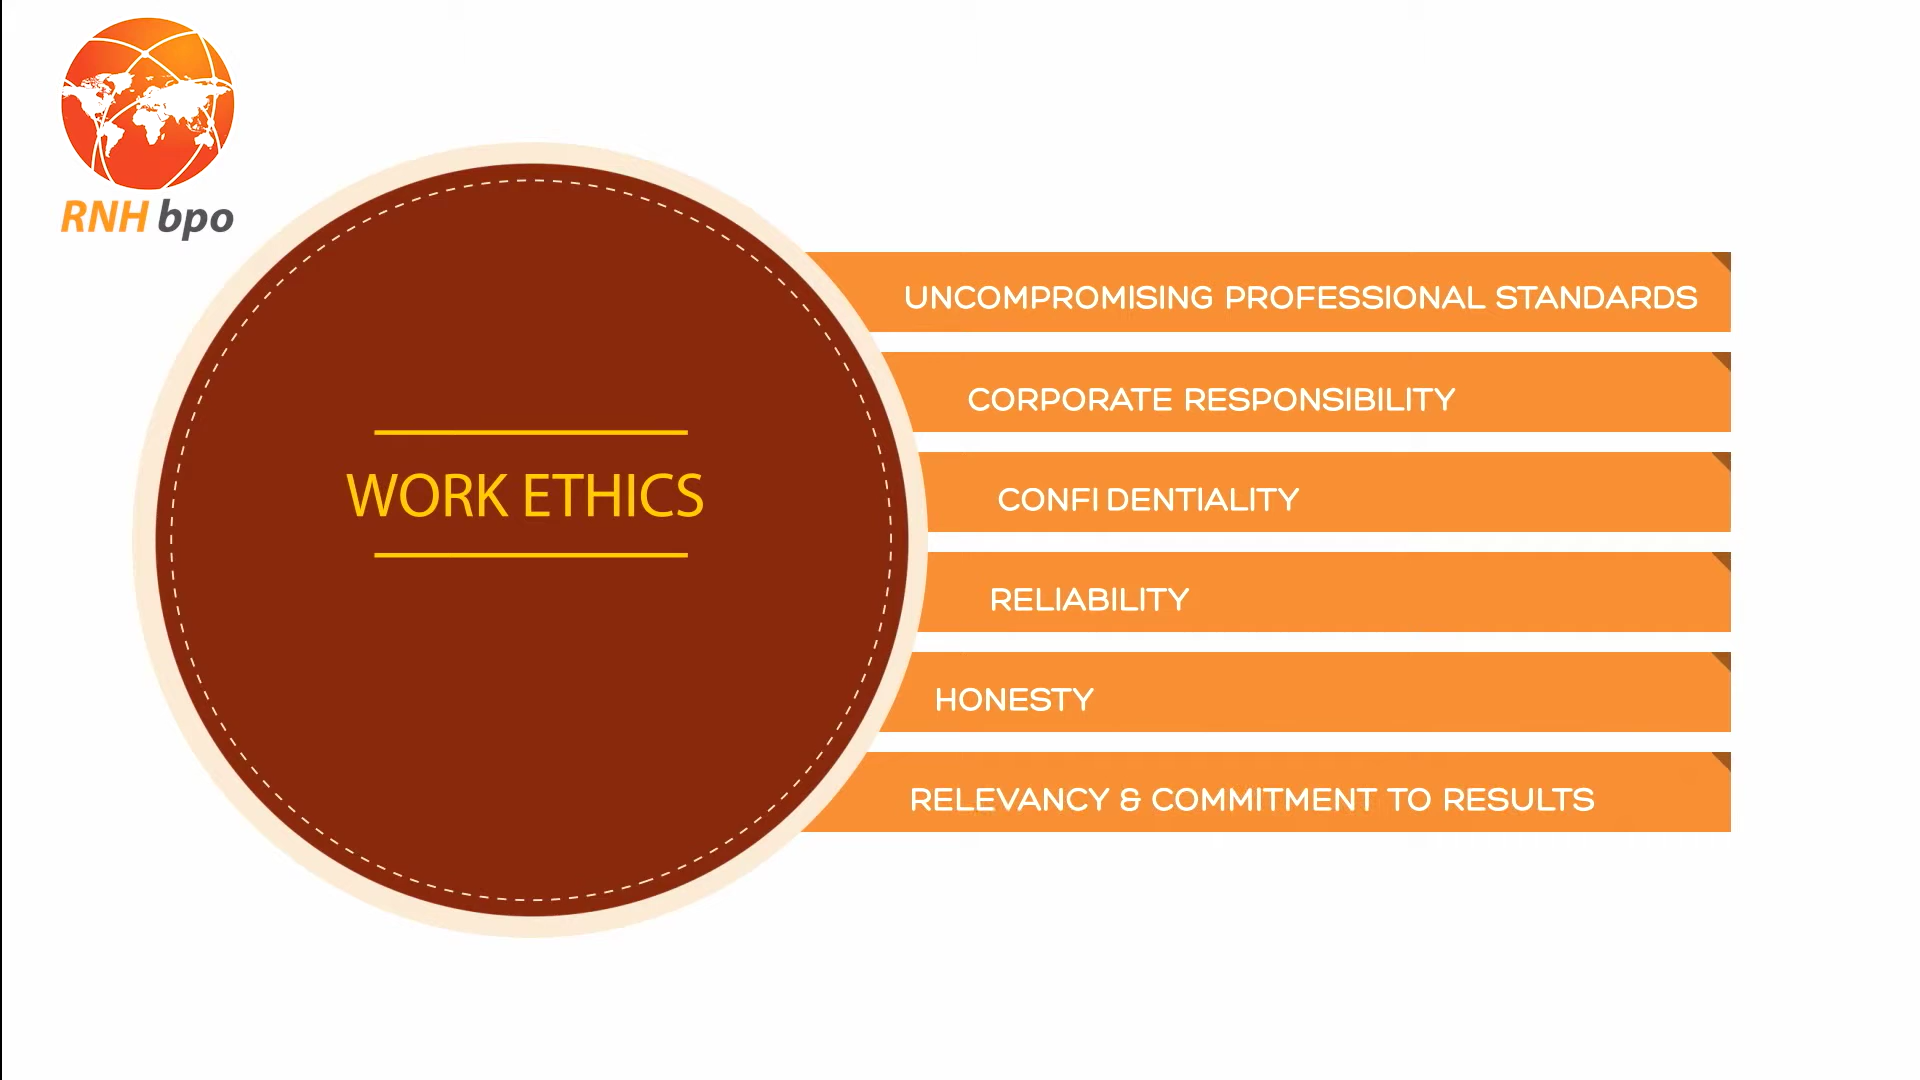 RNH bpo
WORK ETHICS
UNCOMPROMISING PROFESSIONAL STANDARDS
CORPORATE RESPONSIBILITY
CONFI DENTIALITY
RELIABILITY
HONESTY
RELEVANCY & COMMITMENT TO RESULTS